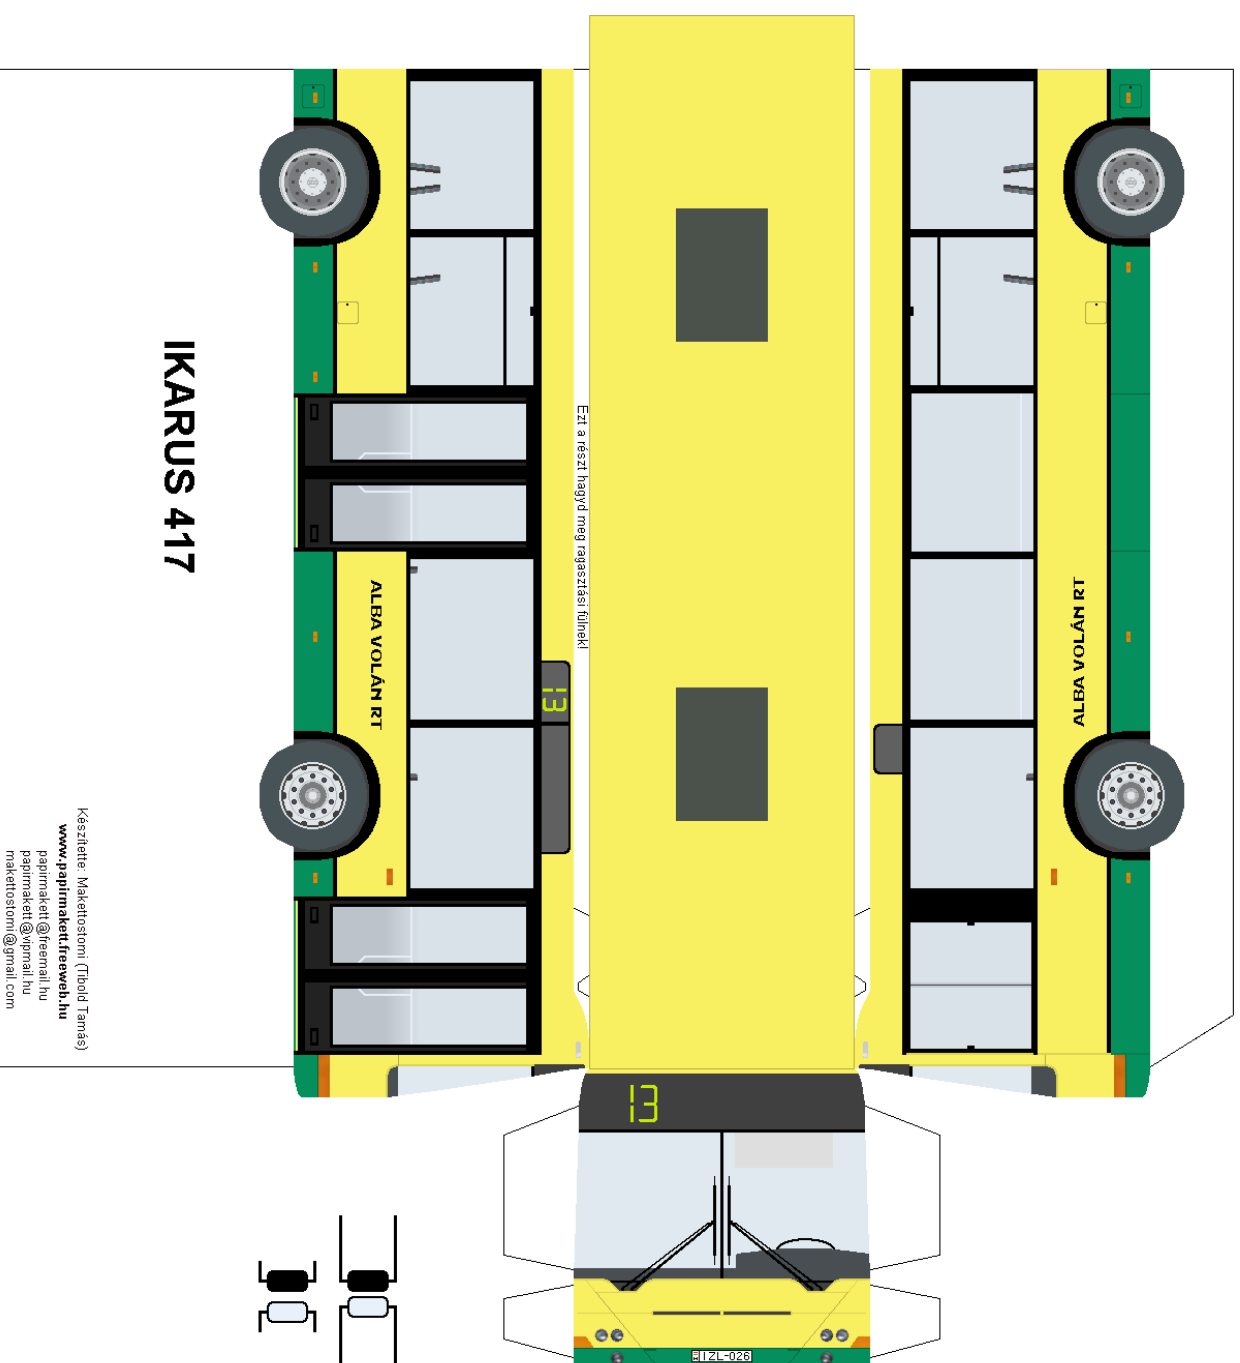 IKARUS 417
Készítette: Makettostomi (Tibold Tamás)
www.papirmakett.freeweb.hu
papirmakett@freemail.hu
papirmakett@vipmail.hu
makettostomi@gmail.com
ALBA VOLÁN RT
13
Ezt a részt hagyd meg ragasztási fülnek!
ALBA VOLÁN RT
13
IZL-026